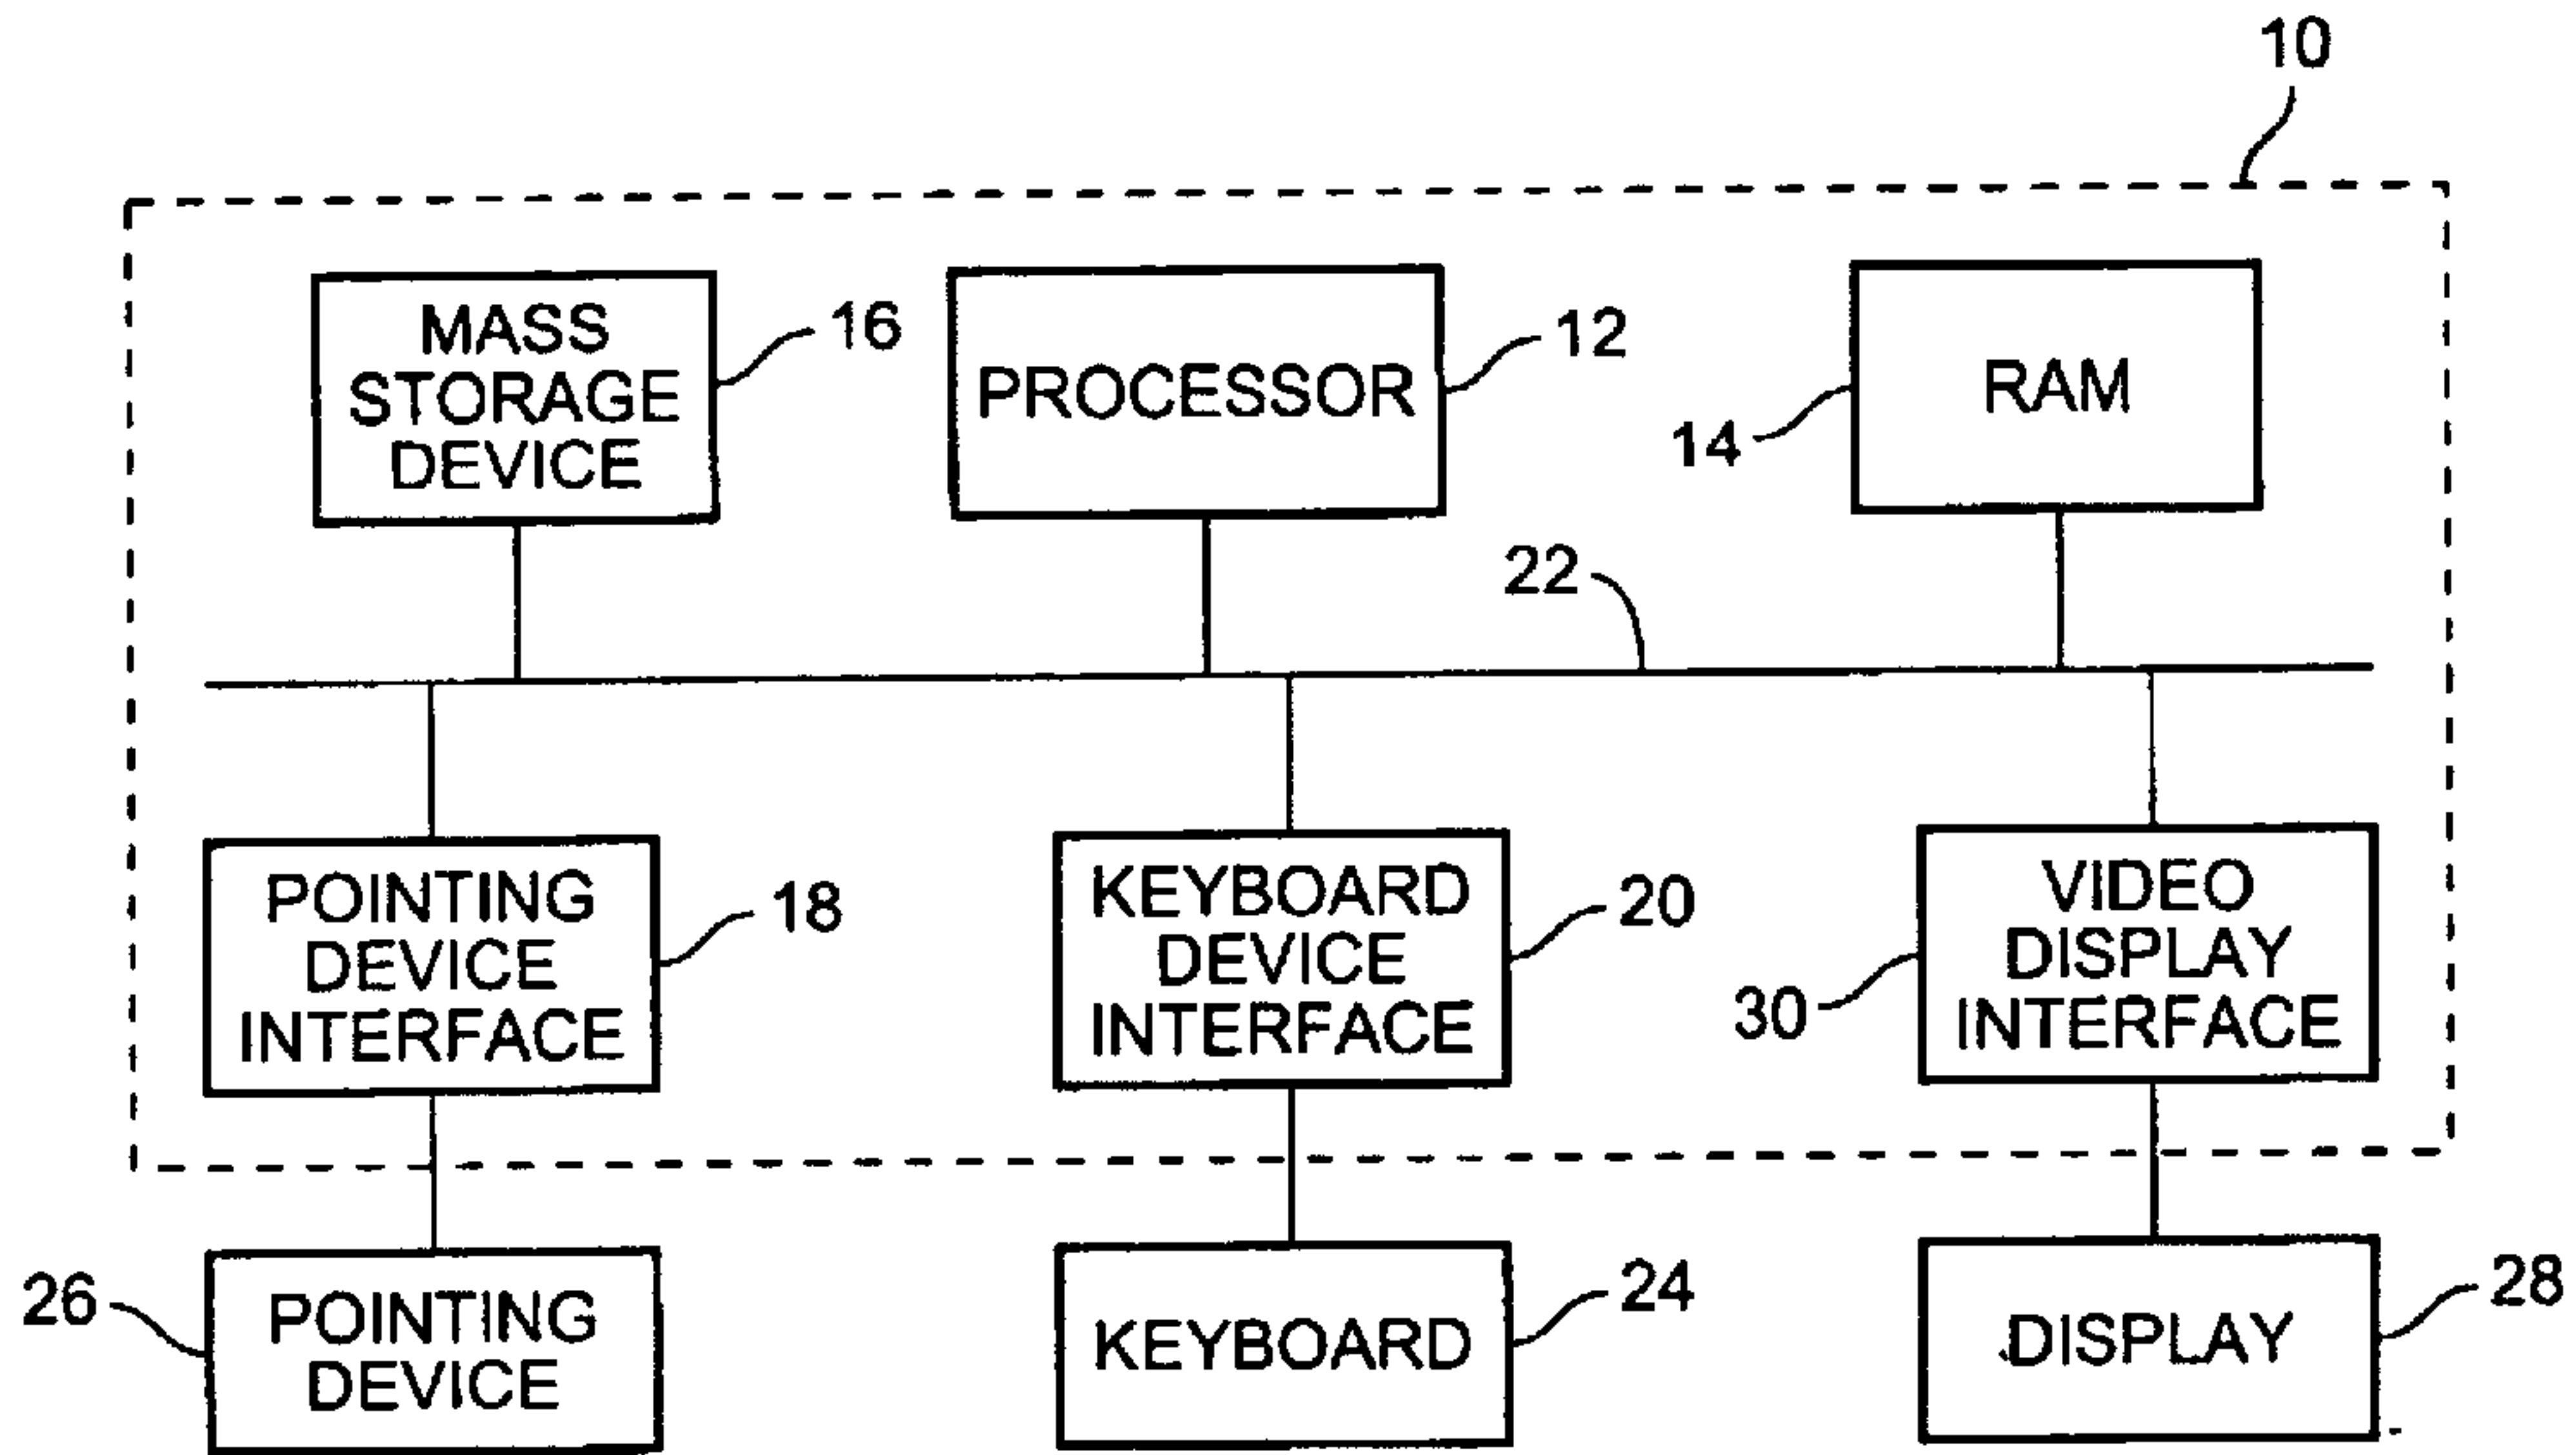 10
MASS
STORAGE
DEVICE
16
PROCESSOR
12
14
RAM
22
POINTING
DEVICE
INTERFACE
18
KEYBOARD
DEVICE
INTERFACE
20
30
VIDEO
DISPLAY
INTERFACE
26
POINTING
DEVICE
KEYBOARD
24
DISPLAY
28